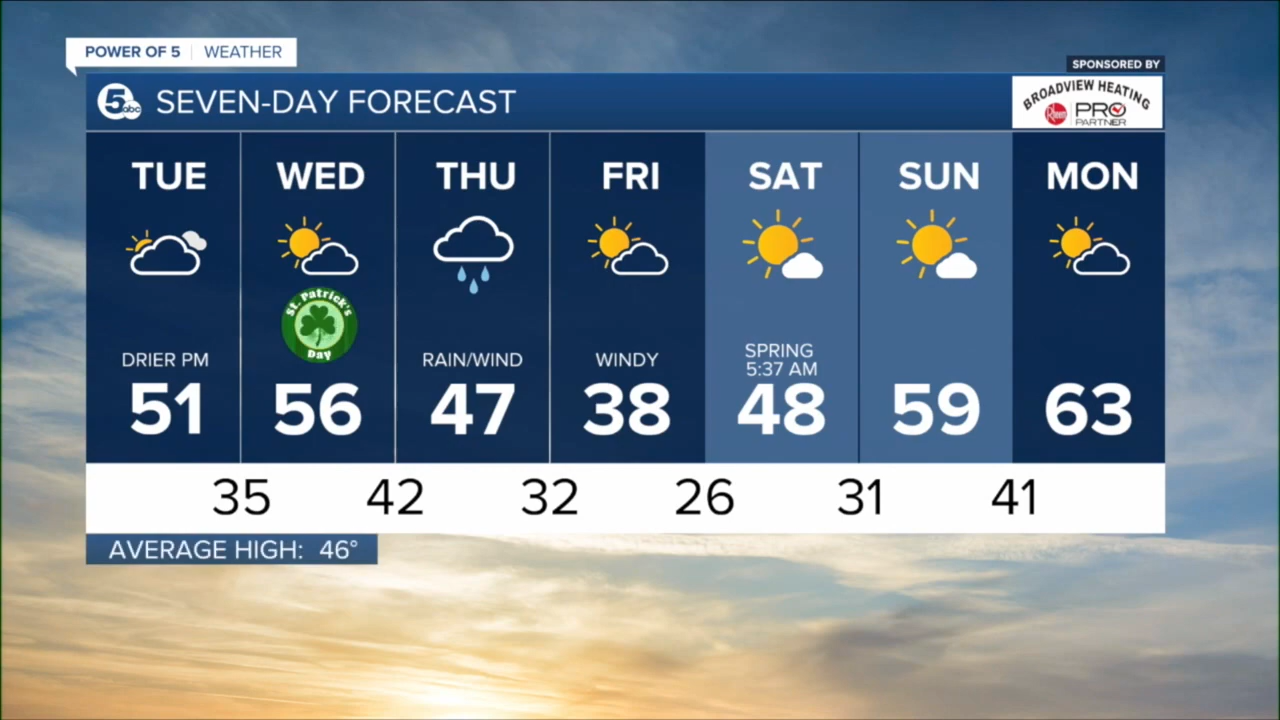 POWER OF 5 | WEATHER
SPONSORED BY
5 abc SEVEN-DAY FORECAST
BROADVIEW HEATING
Rheem PRO
PARTNER
TUE WED THU FRI SAT SUN MON
St. Patrick's
Day
DRIER PM RAIN/WIND WINDY SPRING
5:37 AM
51 56 47 38 48 59 63
35 42 32 26 31 41
AVERAGE HIGH: 46°